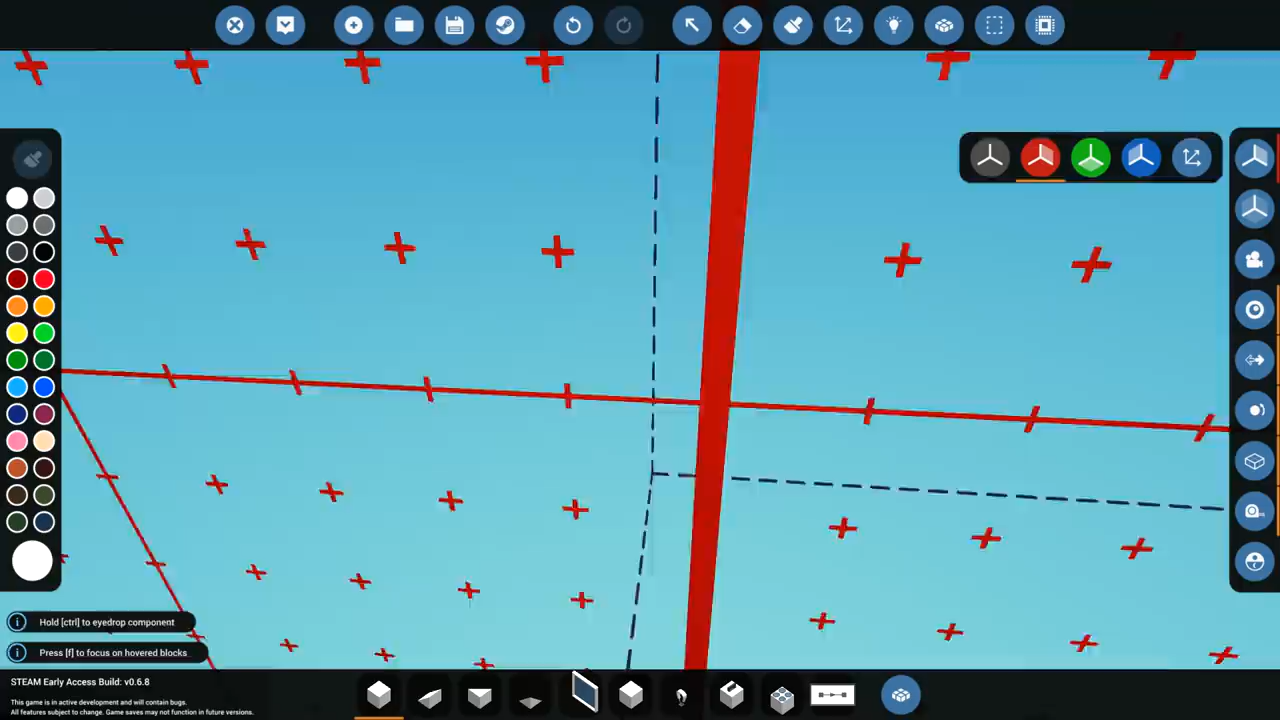 Hold [ctrl] to eyedrop component
Press [f] to focus on hovered blocks
STEAM Early Access Build: v0.6.8
This game is in active development and will contain bugs.
All features subject to change. Game saves may not function in future versions.